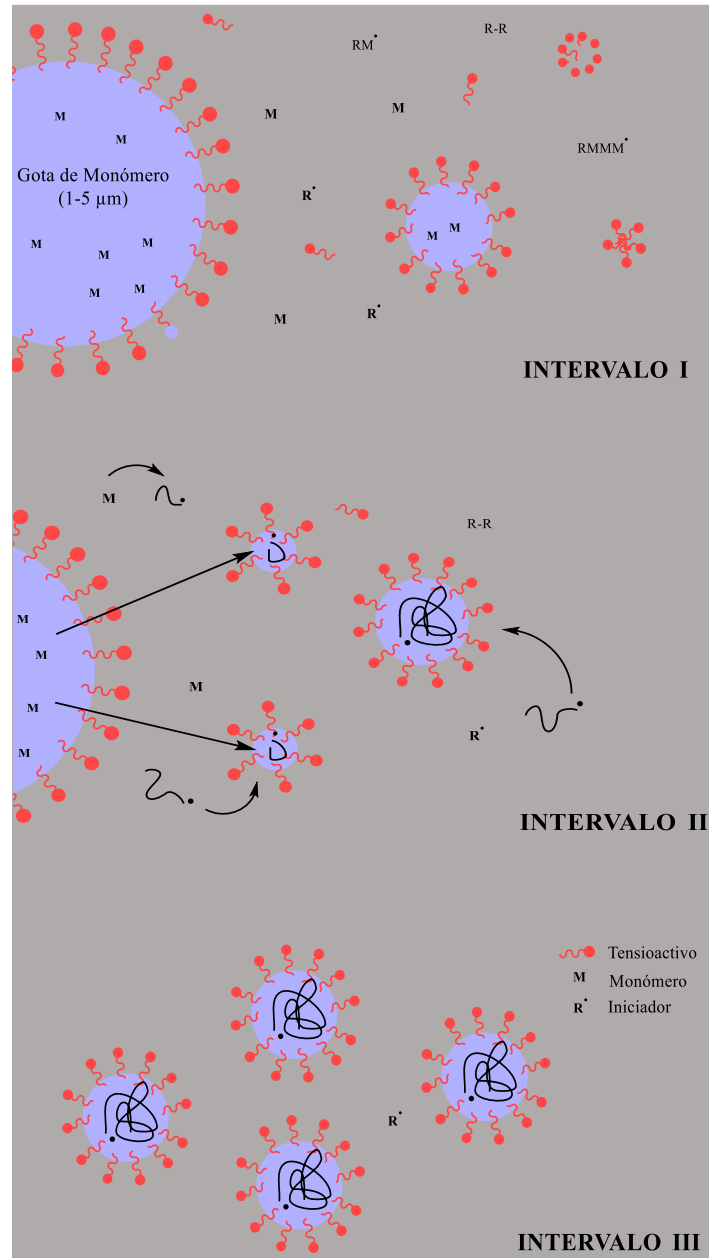 RM•
R-R
M
M
M
M
Gota de Monómero
(1-5 µm)
RMMM•
R•
M
M
M
M
M
M
M
M
R•
M
INTERVALO I
M
R-R
M
M
M
M
R•
M
INTERVALO II
Tensioactivo
M Monómero
R• Iniciador
R•
INTERVALO III